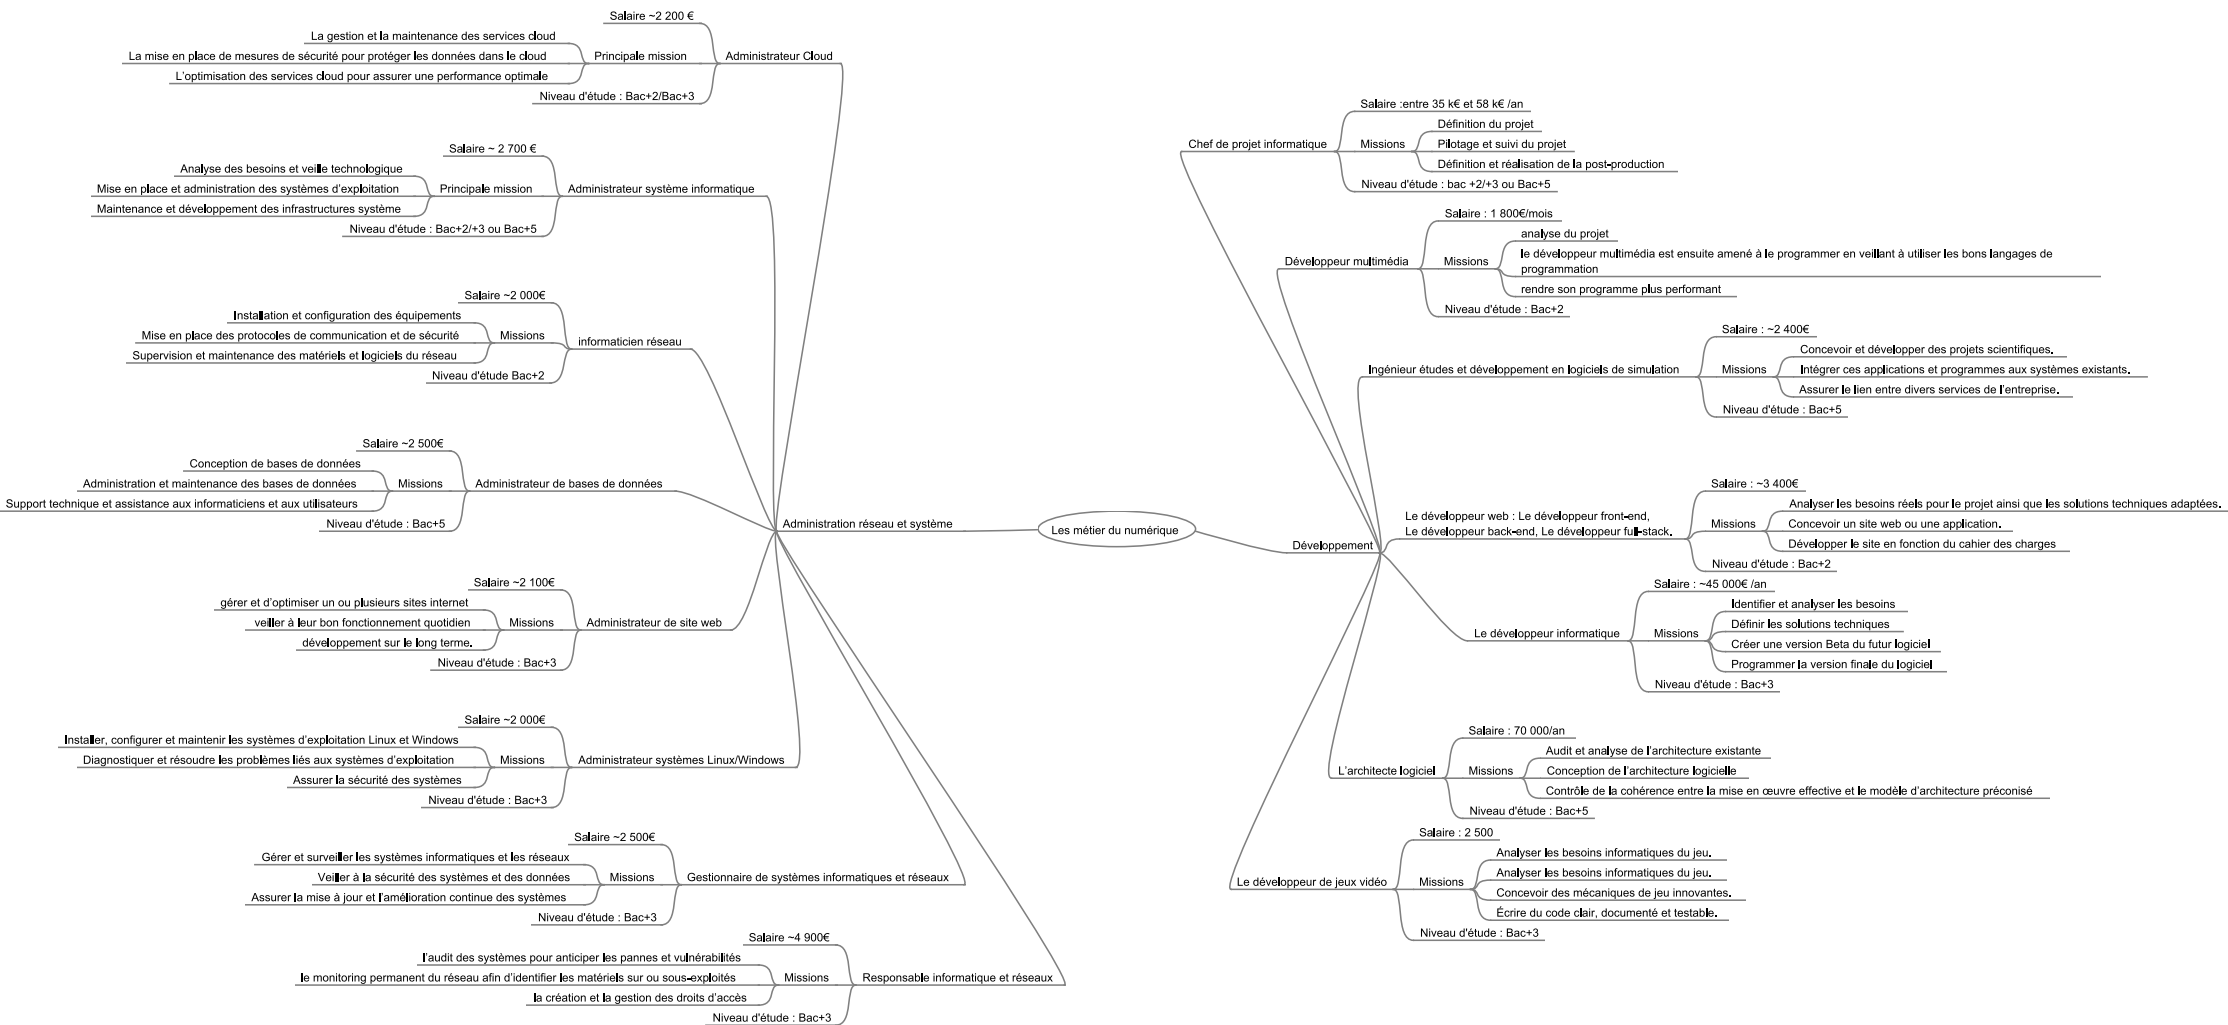 Les métier du numérique
Administration réseau et système
Administrateur Cloud
Salaire ~2 200 €
Principale mission
La gestion et la maintenance des services cloud
La mise en place de mesures de sécurité pour protéger les données dans le cloud
L'optimisation des services cloud pour assurer une performance optimale
Niveau d'étude : Bac+2/Bac+3
Administrateur système informatique
Salaire ~ 2 700 €
Principale mission
Analyse des besoins et veille technologique
Mise en place et administration des systèmes d'exploitation
Maintenance et développement des infrastructures système
Niveau d'étude : Bac+2/+3 ou Bac+5
informaticien réseau
Salaire ~2 000€
Missions
Installation et configuration des équipements
Mise en place des protocoles de communication et de sécurité
Supervision et maintenance des matériels et logiciels du réseau
Niveau d'étude Bac+2
Administrateur de bases de données
Salaire ~2 500€
Missions
Conception de bases de données
Administration et maintenance des bases de données
Support technique et assistance aux informaticiens et aux utilisateurs
Niveau d'étude : Bac+5
Administrateur de site web
Salaire ~2 100€
Missions
gérer et d'optimiser un ou plusieurs sites internet
veiller à leur bon fonctionnement quotidien
développement sur le long terme.
Niveau d'étude : Bac+3
Administrateur systèmes Linux/Windows
Salaire ~2 000€
Missions
Installer, configurer et maintenir les systèmes d'exploitation Linux et Windows
Diagnostiquer et résoudre les problèmes liés aux systèmes d'exploitation
Assurer la sécurité des systèmes
Niveau d'étude : Bac+3
Gestionnaire de systèmes informatiques et réseaux
Salaire ~2 500€
Missions
Gérer et surveiller les systèmes informatiques et les réseaux
Veiller à la sécurité des systèmes et des données
Assurer la mise à jour et l'amélioration continue des systèmes
Niveau d'étude : Bac+3
Responsable informatique et réseaux
Salaire ~4 900€
Missions
l'audit des systèmes pour anticiper les pannes et vulnérabilités
le monitoring permanent du réseau afin d'identifier les matériels sur ou sous-exploités
la création et la gestion des droits d'accès
Niveau d'étude : Bac+3
Développement
Chef de projet informatique
Salaire :entre 35 k€ et 58 k€ /an
Missions
Définition du projet
Pilotage et suivi du projet
Définition et réalisation de la post-production
Niveau d'étude : bac +2/+3 ou Bac+5
Développeur multimédia
Salaire : 1 800€/mois
Missions
analyse du projet
le développeur multimédia est ensuite amené à le programmer en veillant à utiliser les bons langages de
programmation
rendre son programme plus performant
Niveau d'étude : Bac+2
Ingénieur études et développement en logiciels de simulation
Salaire : ~2 400€
Missions
Concevoir et développer des projets scientifiques.
Intégrer ces applications et programmes aux systèmes existants.
Assurer le lien entre divers services de l'entreprise.
Niveau d'étude : Bac+5
Le développeur web : Le développeur front-end,
Le développeur back-end, Le développeur full-stack.
Salaire : ~3 400€
Missions
Analyser les besoins réels pour le projet ainsi que les solutions techniques adaptées.
Concevoir un site web ou une application.
Développer le site en fonction du cahier des charges
Niveau d'étude : Bac+2
Le développeur informatique
Salaire : ~45 000€ /an
Missions
Identifier et analyser les besoins
Définir les solutions techniques
Créer une version Beta du futur logiciel
Programmer la version finale du logiciel
Niveau d'étude : Bac+3
L'architecte logiciel
Salaire : 70 000/an
Missions
Audit et analyse de l'architecture existante
Conception de l'architecture logicielle
Contrôle de la cohérence entre la mise en œuvre effective et le modèle d'architecture préconisé
Niveau d'étude : Bac+5
Le développeur de jeux vidéo
Salaire : 2 500
Missions
Analyser les besoins informatiques du jeu.
Analyser les besoins informatiques du jeu.
Concevoir des mécaniques de jeu innovantes.
Écrire du code clair, documenté et testable.
Niveau d'étude : Bac+3